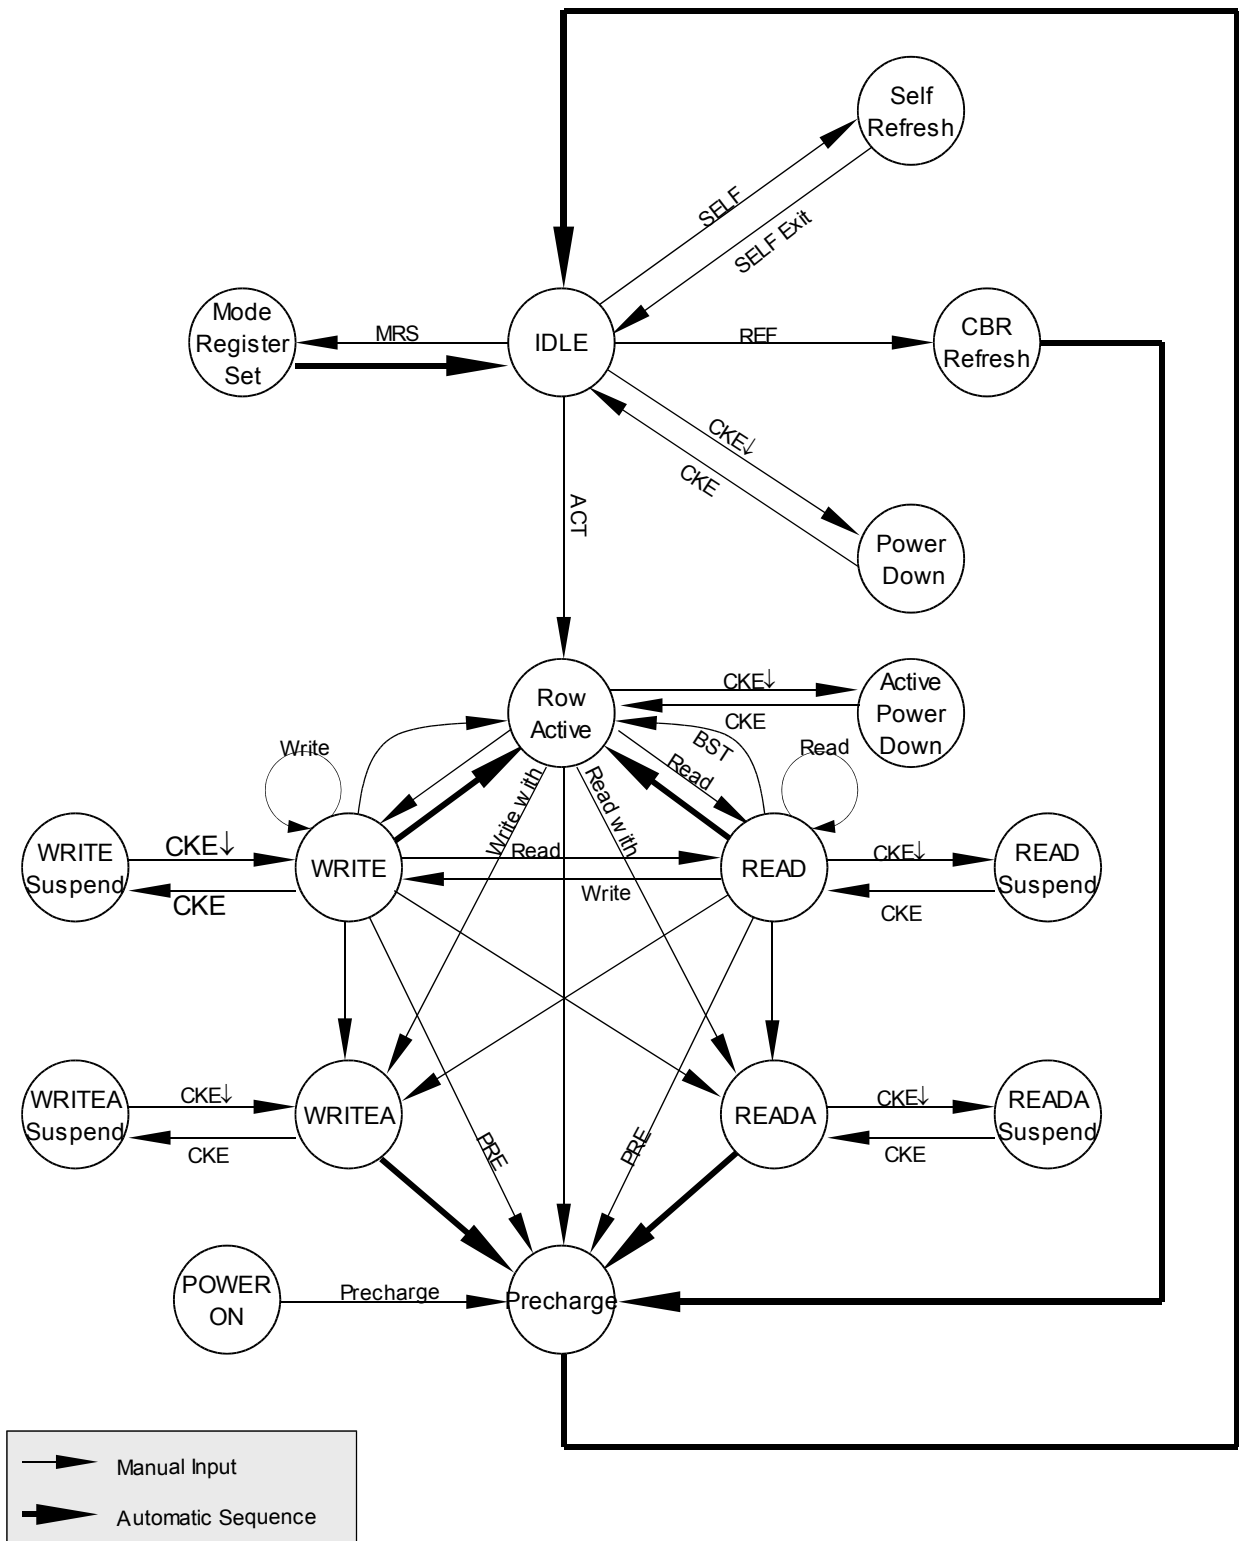 Self
Refresh
SELF
SELF Exit
Mode
Register
Set
MRS
IDLE
REF
CBR
Refresh
CKE↓
CKE
ACT
Power
Down
Row
Active
CKE↓
CKE
Active
Power
Down
Write
BST
Read
Read
Write with
Read with
WRITE
Suspend
CKE↓
CKE
WRITE
Read
Write
READ
CKE↓
CKE
READ
Suspend
WRITEA
Suspend
CKE↓
CKE
WRITEA
PRE
PRE
READA
CKE↓
CKE
READA
Suspend
POWER
ON
Precharge
Precharge
Manual Input
Automatic Sequence